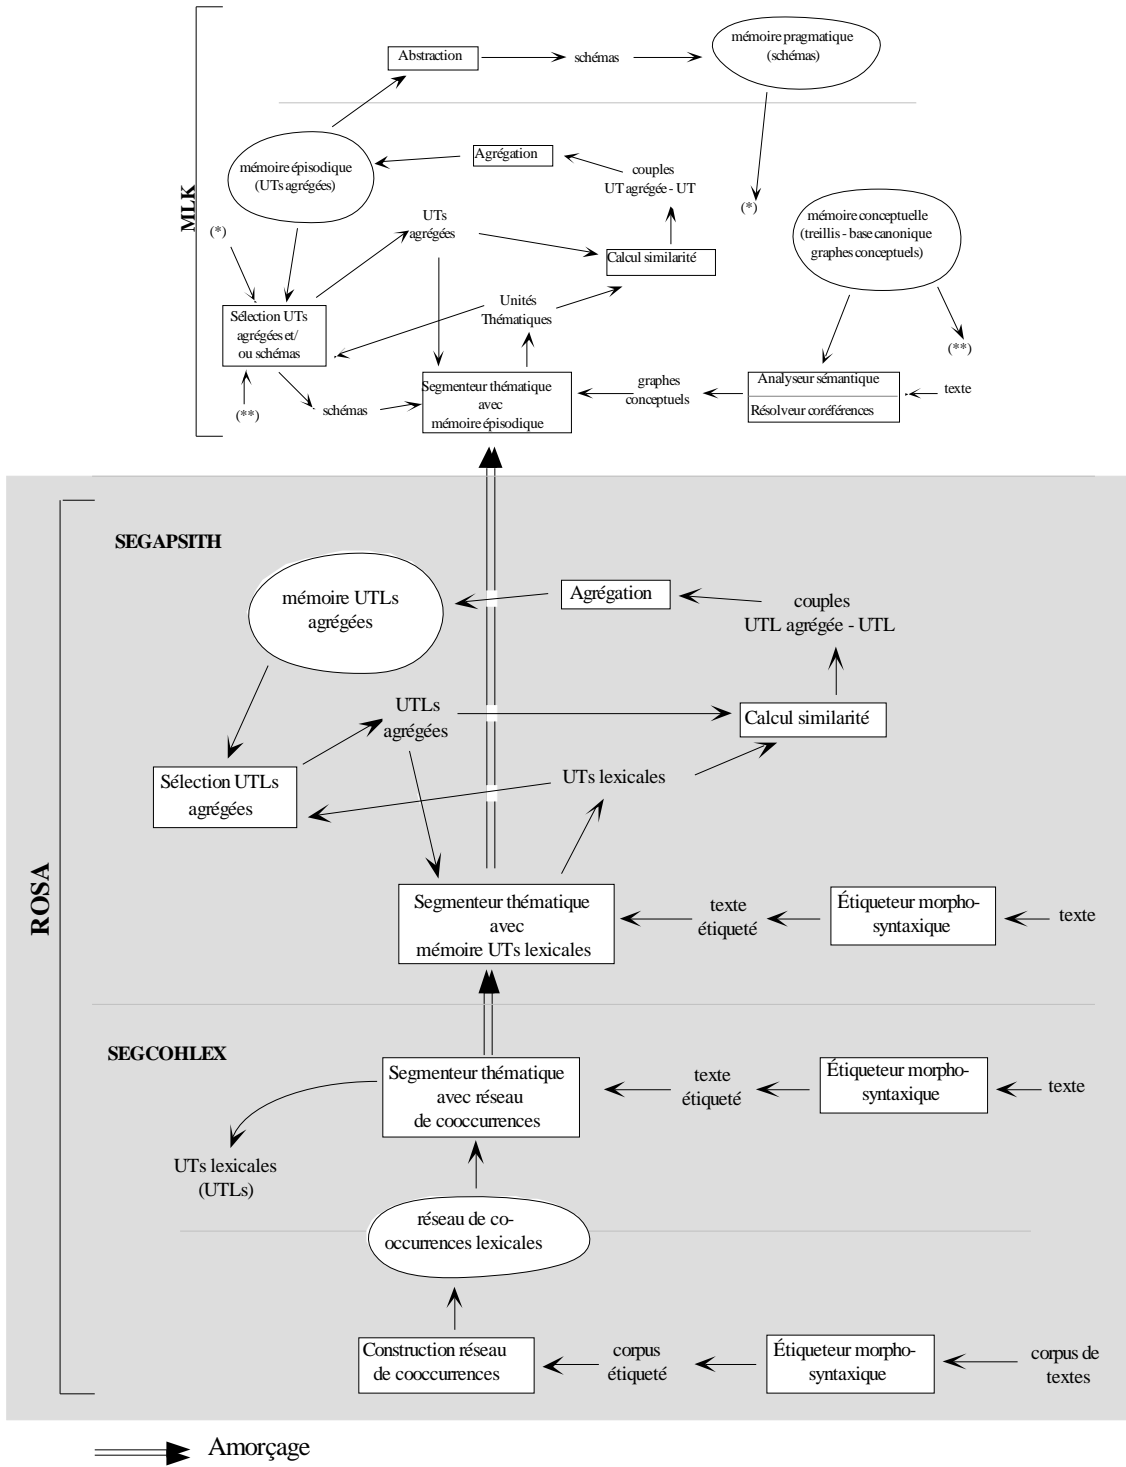 mémoire pragmatique
(schémas)
Abstraction
schémas
MLK
mémoire épisodique
(UTs agrégées)
Agrégation
couples
UT agrégée - UT
(*)
mémoire conceptuelle
(treillis - base canonique
graphes conceptuels)
(*)
UTs
agrégées
Calcul similarité
Unités
Thématiques
Sélection UTs
agrégées et/
ou schémas
(**)
Segmenteur thématique
avec
mémoire épisodique
graphes
conceptuels
Analyseur sémantique
Résolveur coréférences
texte
(**)
schémas
ROSA
SEGAPSITH
mémoire UTLs
agrégées
Agrégation
couples
UTL agrégée - UTL
UTLs
agrégées
Calcul similarité
Sélection UTLs
agrégées
UTs lexicales
Segmenteur thématique
avec
mémoire UTs lexicales
texte
étiqueté
Étiqueteur morpho-
syntaxique
texte
SEGCOHLEX
Segmenteur thématique
avec réseau
de cooccurrences
texte
étiqueté
Étiqueteur morpho-
syntaxique
texte
UTs lexicales
(UTLs)
réseau de co-
occurrences lexicales
Construction réseau
de cooccurrences
corpus
étiqueté
Étiqueteur morpho-
syntaxique
corpus de
textes
Amorçage